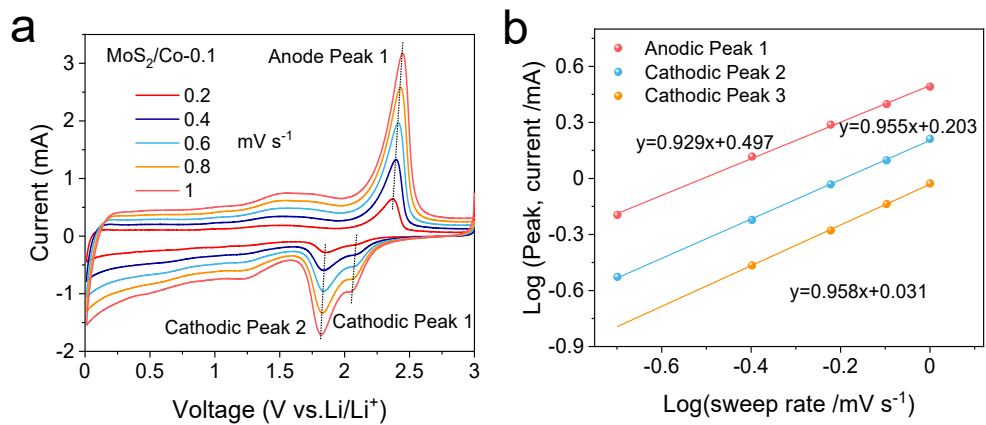 a
MoS₂/Co-0.1
Anode Peak 1
0.2
0.4
0.6
0.8
1
mV s⁻¹
Cathodic Peak 2
Cathodic Peak 1
3
2
1
0
-1
-2
Current (mA)
0
0.5
1
1.5
2
2.5
3
Voltage (V vs.Li/Li⁺)
b
Anodic Peak 1
Cathodic Peak 2
Cathodic Peak 3
y=0.929x+0.497
y=0.955x+0.203
y=0.958x+0.031
0.6
0.3
0
-0.3
-0.6
-0.9
Log (Peak, current /mA)
-0.6
-0.4
-0.2
0
Log(sweep rate /mV s⁻¹)